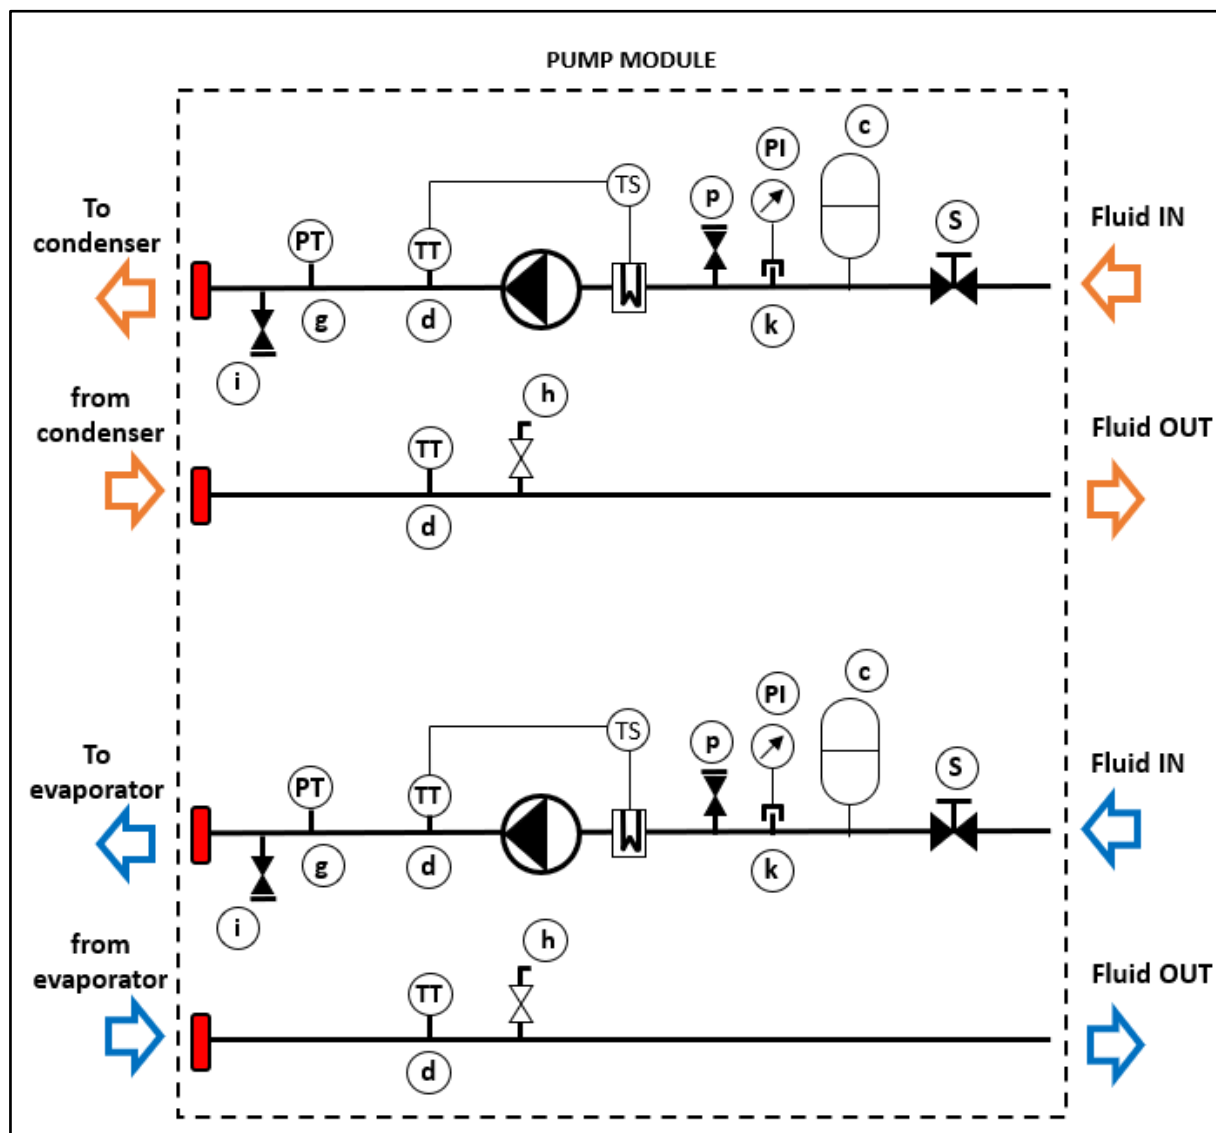 PUMP MODULE
c
PI
TS
p
S
To
condenser
Fluid IN
PT
TT
g
d
k
i
from
condenser
h
Fluid OUT
TT
d
c
PI
TS
p
S
To
evaporator
Fluid IN
PT
TT
g
d
k
i
from
evaporator
h
Fluid OUT
TT
d